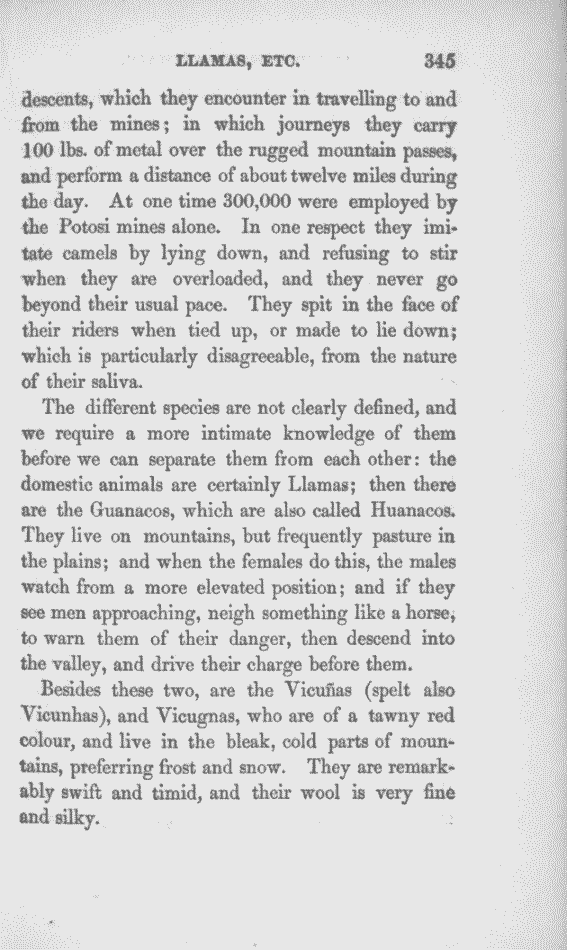 LLAMAS, ETC. 345
descents, which they encounter in travelling to and
from the mines; in which journeys they carry
100 lbs. of metal over the rugged mountain passes,
and perform a distance of about twelve miles during
the day. At one time 300,000 were employed by
the Potosi mines alone. In one respect they imi-
tate camels by lying down, and refusing to stir
when they are overloaded, and they never go
beyond their usual pace. They spit in the face of
their riders when tied up, or made to lie down;
which is particularly disagreeable, from the nature
of their saliva.
The different species are not clearly defined, and
we require a more intimate knowledge of them
before we can separate them from each other: the
domestic animals are certainly Llamas; then there
are the Guanacos, which are also called Huanacos.
They live on mountains, but frequently pasture in
the plains; and when the females do this, the males
watch from a more elevated position; and if they
see men approaching, neigh something like a horse,
to warn them of their danger, then descend into
the valley, and drive their charge before them.
Besides these two, are the Vicuñas (spelt also
Vicunhas), and Vicugnas, who are of a tawny red
colour, and live in the bleak, cold parts of moun-
tains, preferring frost and snow. They are remark-
ably swift and timid, and their wool is very fine
and silky.